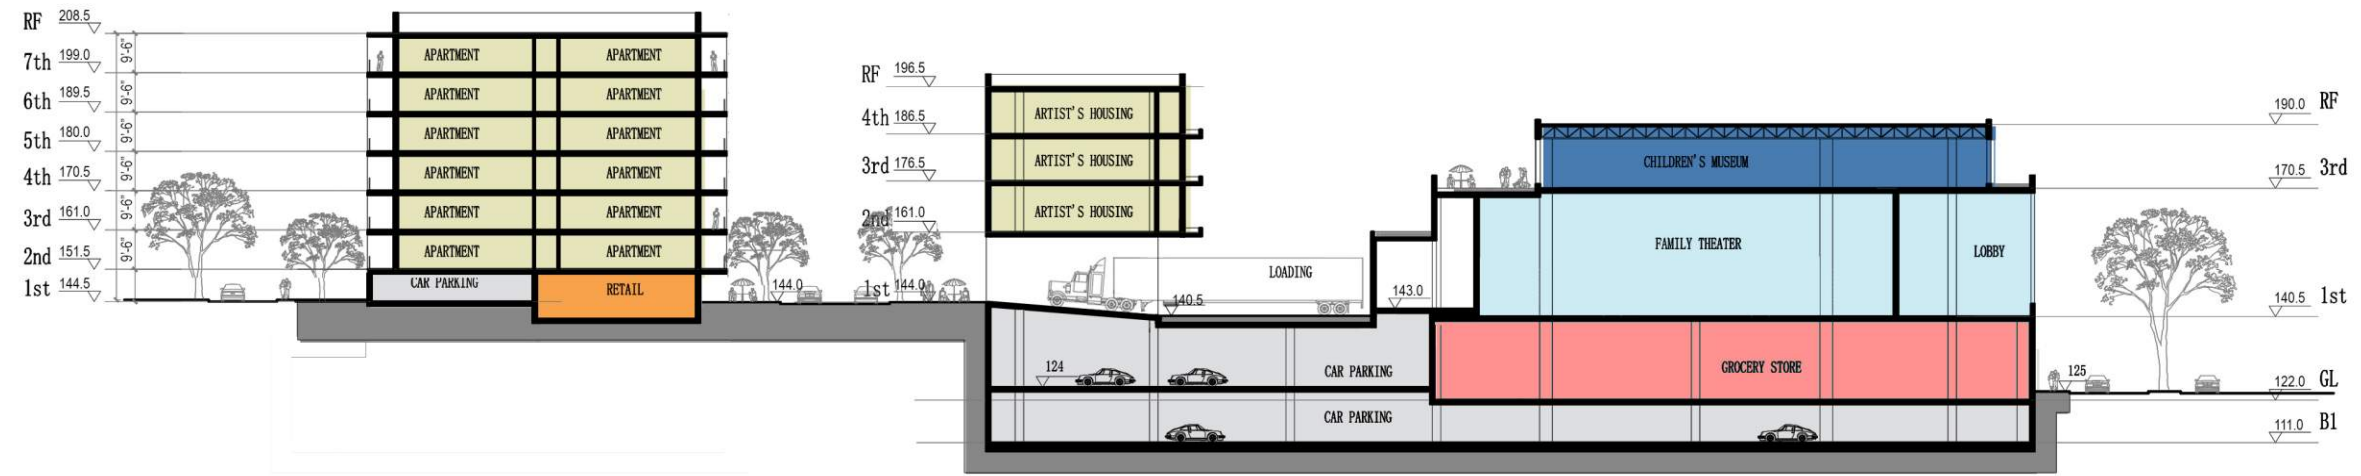 RF 208.5
7th 199.0
6th 189.5
5th 180.0
4th 170.5
3rd 161.0
2nd 151.5
1st 144.5
9'-6"
9'-6"
9'-6"
9'-6"
9'-6"
9'-6"
APARTMENT APARTMENT
APARTMENT APARTMENT
APARTMENT APARTMENT
APARTMENT APARTMENT
APARTMENT APARTMENT
APARTMENT APARTMENT
CAR PARKING RETAIL
144.0
RF 196.5
4th 186.5
3rd 176.5
2nd 161.0
1st 144.0
ARTIST'S HOUSING
ARTIST'S HOUSING
ARTIST'S HOUSING
LOADING
140.5
143.0
124
CAR PARKING
CAR PARKING
CHILDREN'S MUSEUM
FAMILY THEATER
LOBBY
GROCERY STORE
125
190.0 RF
170.5 3rd
140.5 1st
122.0 GL
111.0 B1